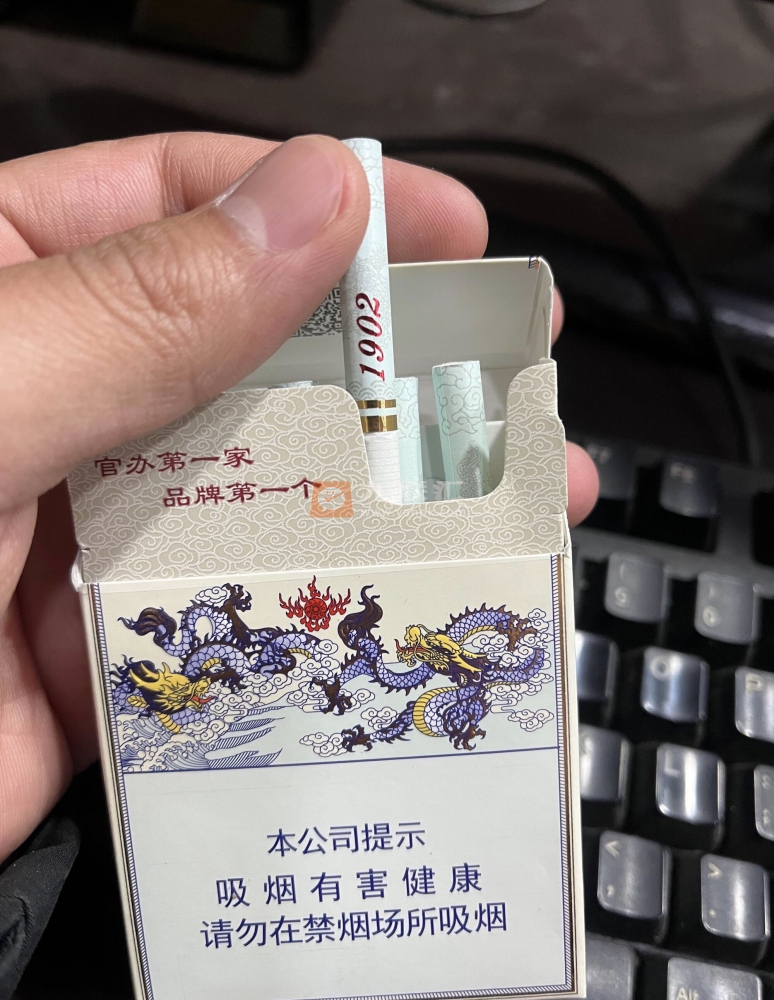 1902
官办第一家
品牌第一个
本公司提示
吸烟有害健康
请勿在禁烟场所吸烟
Alt